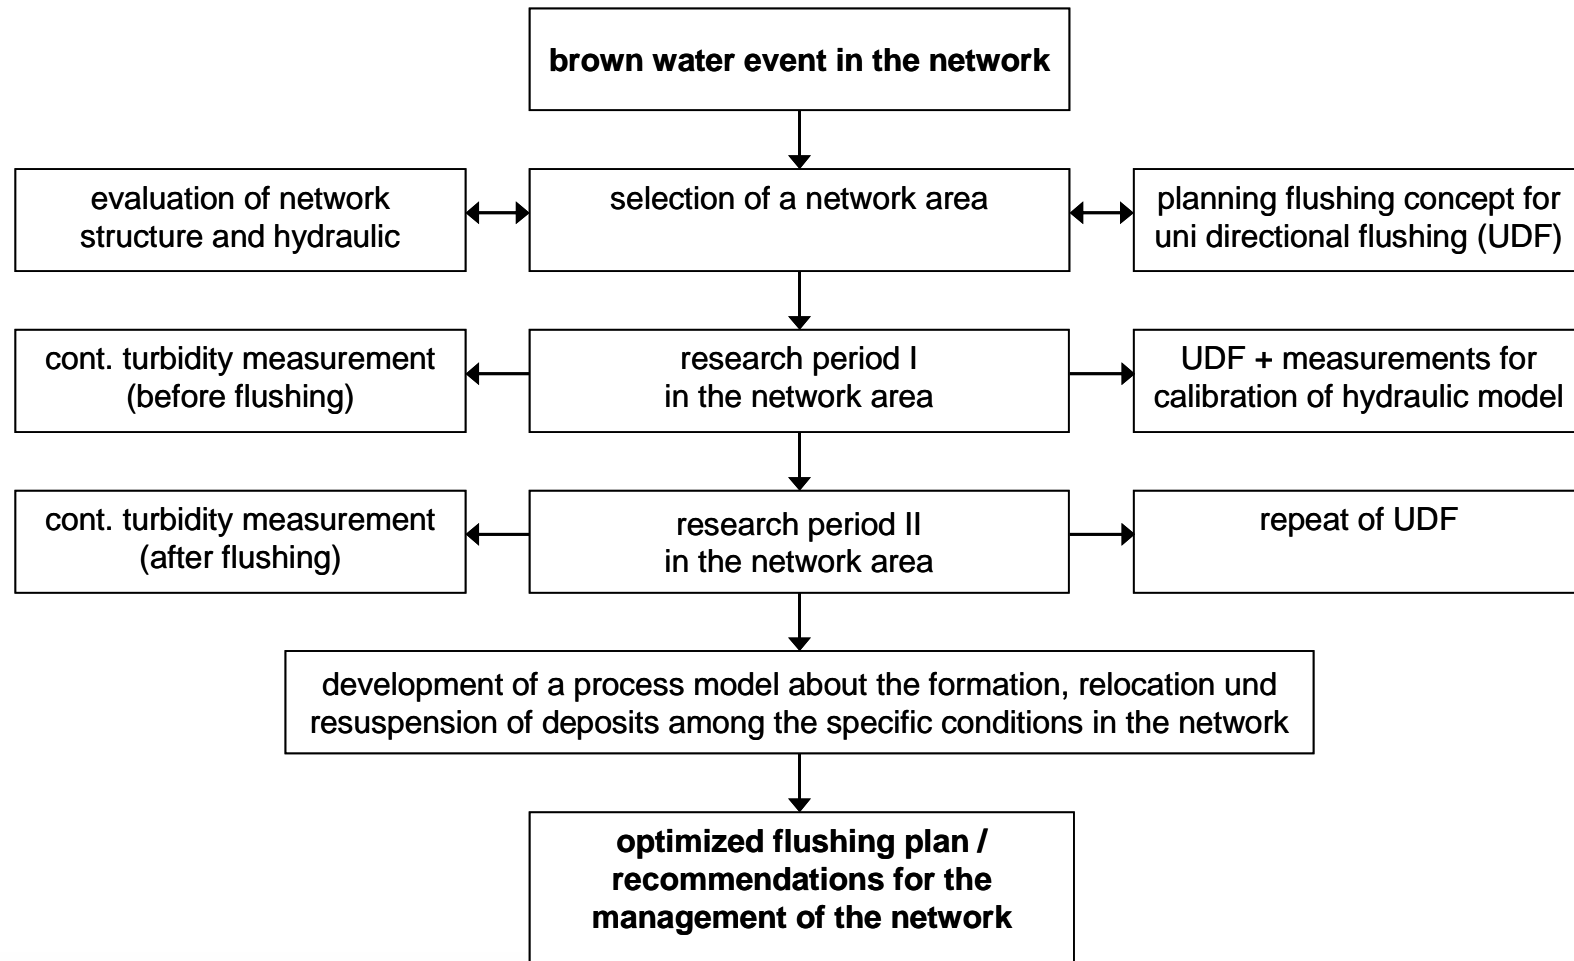 brown water event in the network
evaluation of network
structure and hydraulic
selection of a network area
planning flushing concept for
uni directional flushing (UDF)
cont. turbidity measurement
(before flushing)
research period I
in the network area
UDF + measurements for
calibration of hydraulic model
cont. turbidity measurement
(after flushing)
research period II
in the network area
repeat of UDF
development of a process model about the formation, relocation und
resuspension of deposits among the specific conditions in the network
optimized flushing plan /
recommendations for the
management of the network